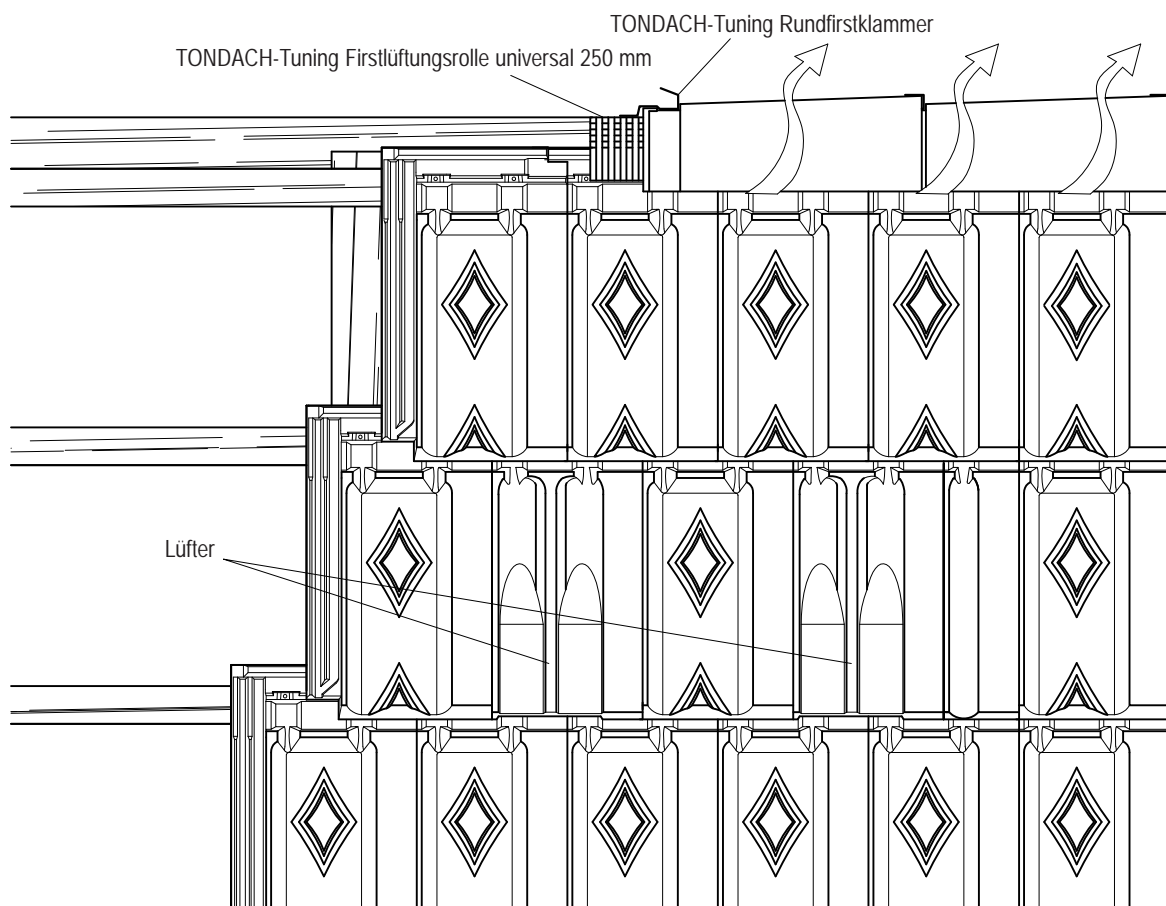 TONDACH-Tuning Rundfirstklammer
TONDACH-Tuning Firstlüftungsrolle universal 250 mm
Lüfter